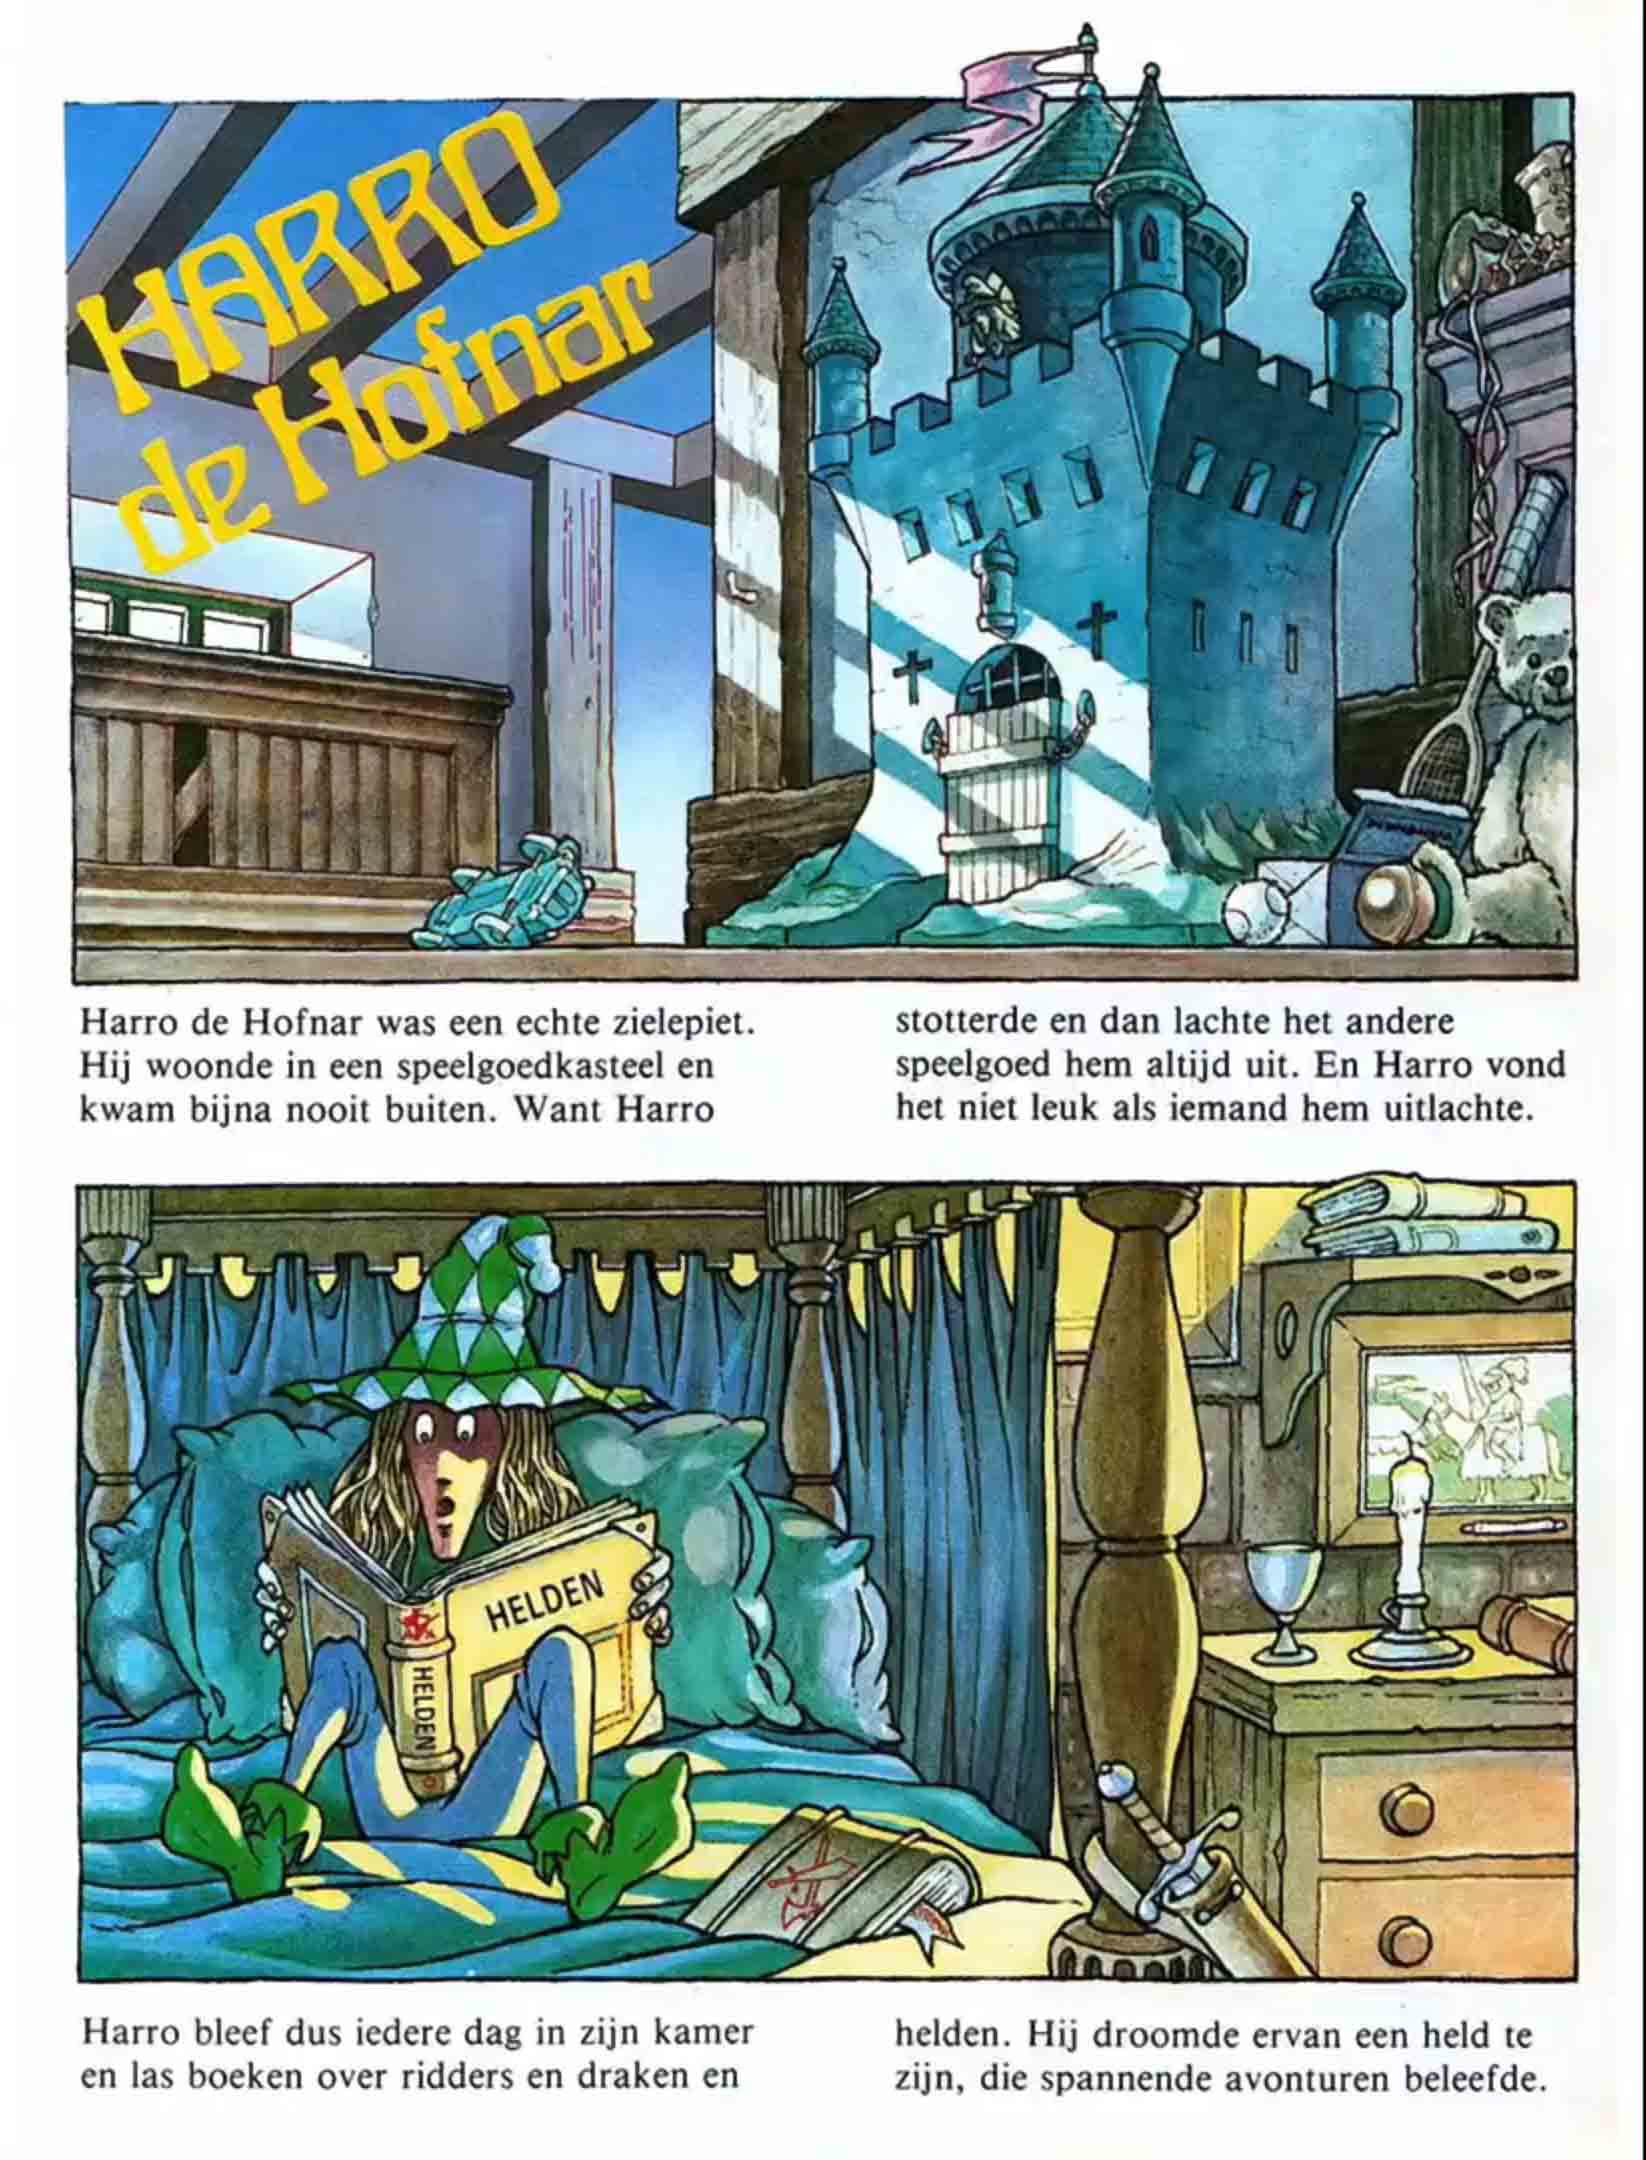 HARRO
de Hofnar
Harro de Hofnar was een echte zielepiet.
Hij woonde in een speelgoedkasteel en
kwam bijna nooit buiten. Want Harro
stotterde en dan lachte het andere
speelgoed hem altijd uit. En Harro vond
het niet leuk als iemand hem uitlachte.
HELDEN
HELDEN
Harro bleef dus iedere dag in zijn kamer
en las boeken over ridders en draken en
helden. Hij droomde ervan een held te
zijn, die spannende avonturen beleefde.